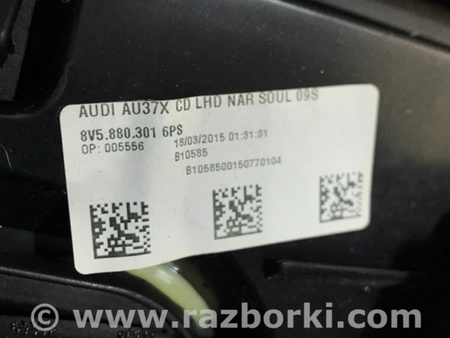 AUDI AU37X CD LHD NAR SOUL 09S
8V5.880.301 6PS
OP: 005556
18/03/2015 01:31:31
B10585
B1058500150770104
www.razborki.com